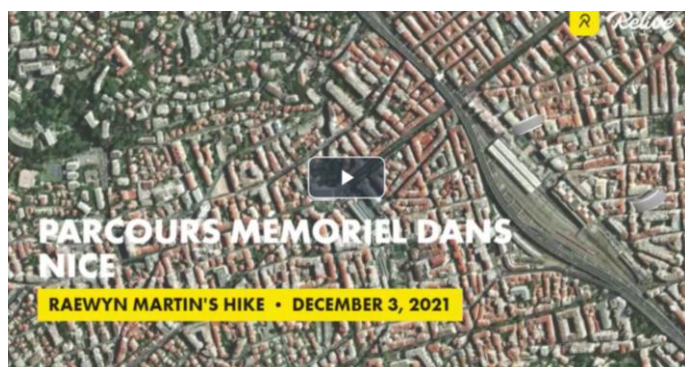 Relive
PARCOURS MÉMORIEL DANS
NICE
RAEWYN MARTIN'S HIKE • DECEMBER 3, 2021